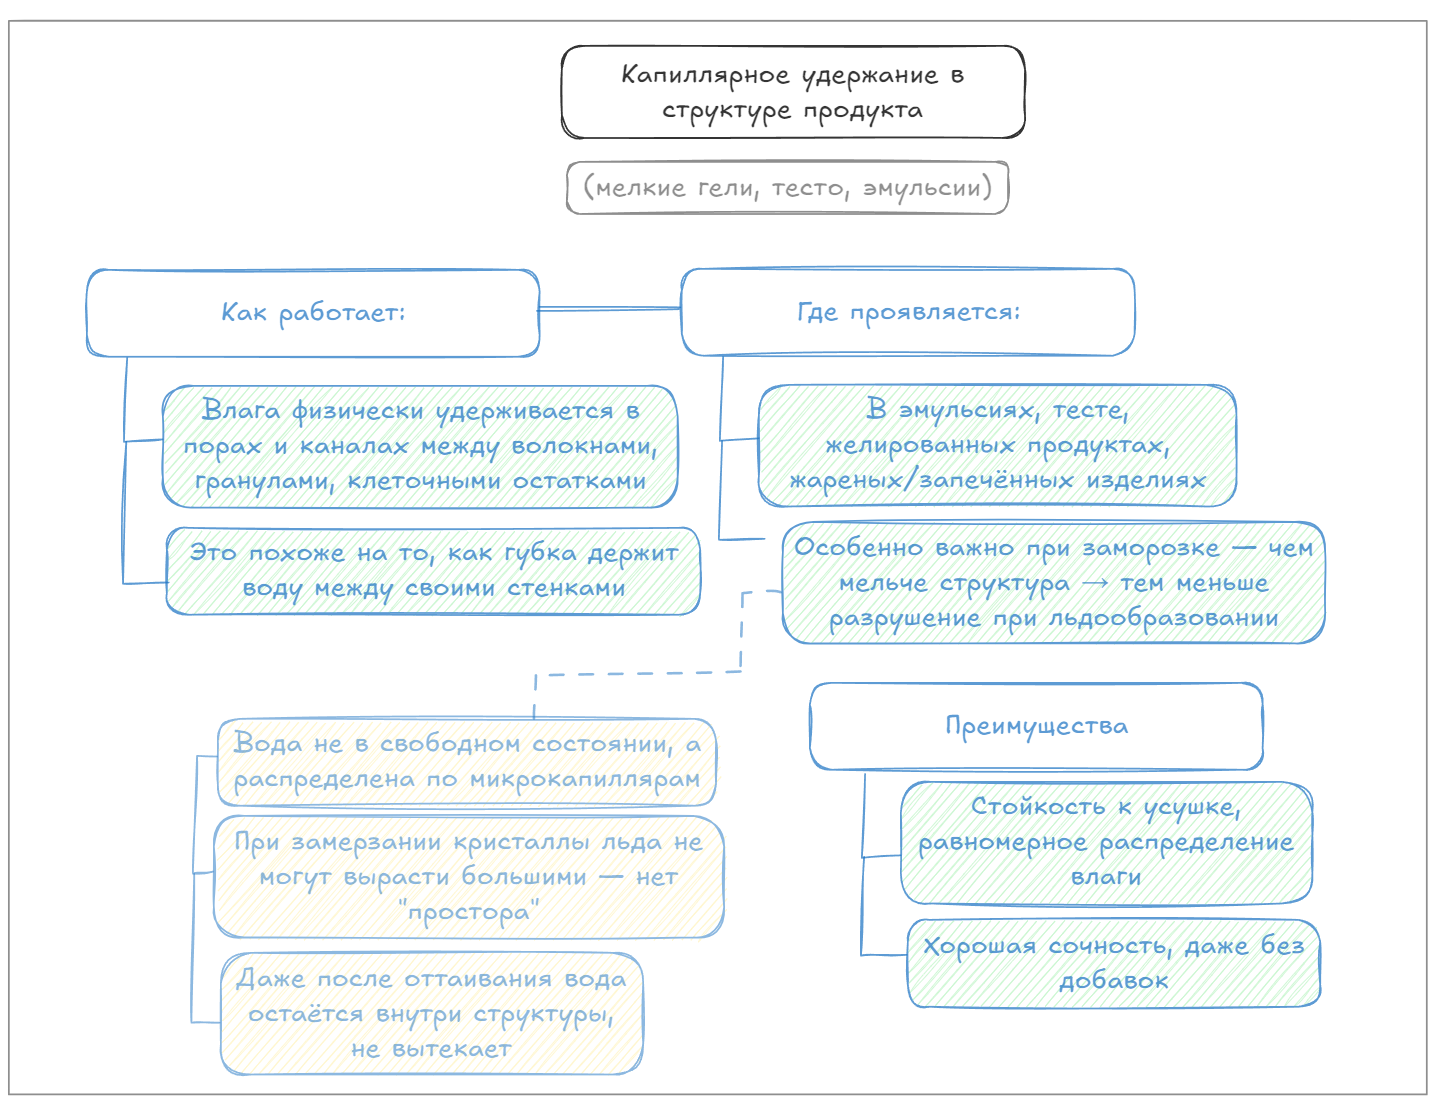 Капиллярное удержание в
структуре продукта
(мелкие гели, тесто, эмульсии)
Как работает:
Влага физически удерживается в
порах и каналах между волокнами,
гранулами, клеточными остатками
Это похоже на то, как губка держит
воду между своими стенками
Где проявляется:
В эмульсиях, тесте,
желированных продуктах,
жареных/запечённых изделиях
Особенно важно при заморозке — чем
мельче структура → тем меньше
разрушение при льдообразовании
Вода не в свободном состоянии, а
распределена по микрокапиллярам
При замерзании кристаллы льда не
могут вырасти большими — нет
"простора"
Даже после оттаивания вода
остаётся внутри структуры,
не вытекает
Преимущества
Стойкость к усушке,
равномерное распределение
влаги
Хорошая сочность, даже без
добавок